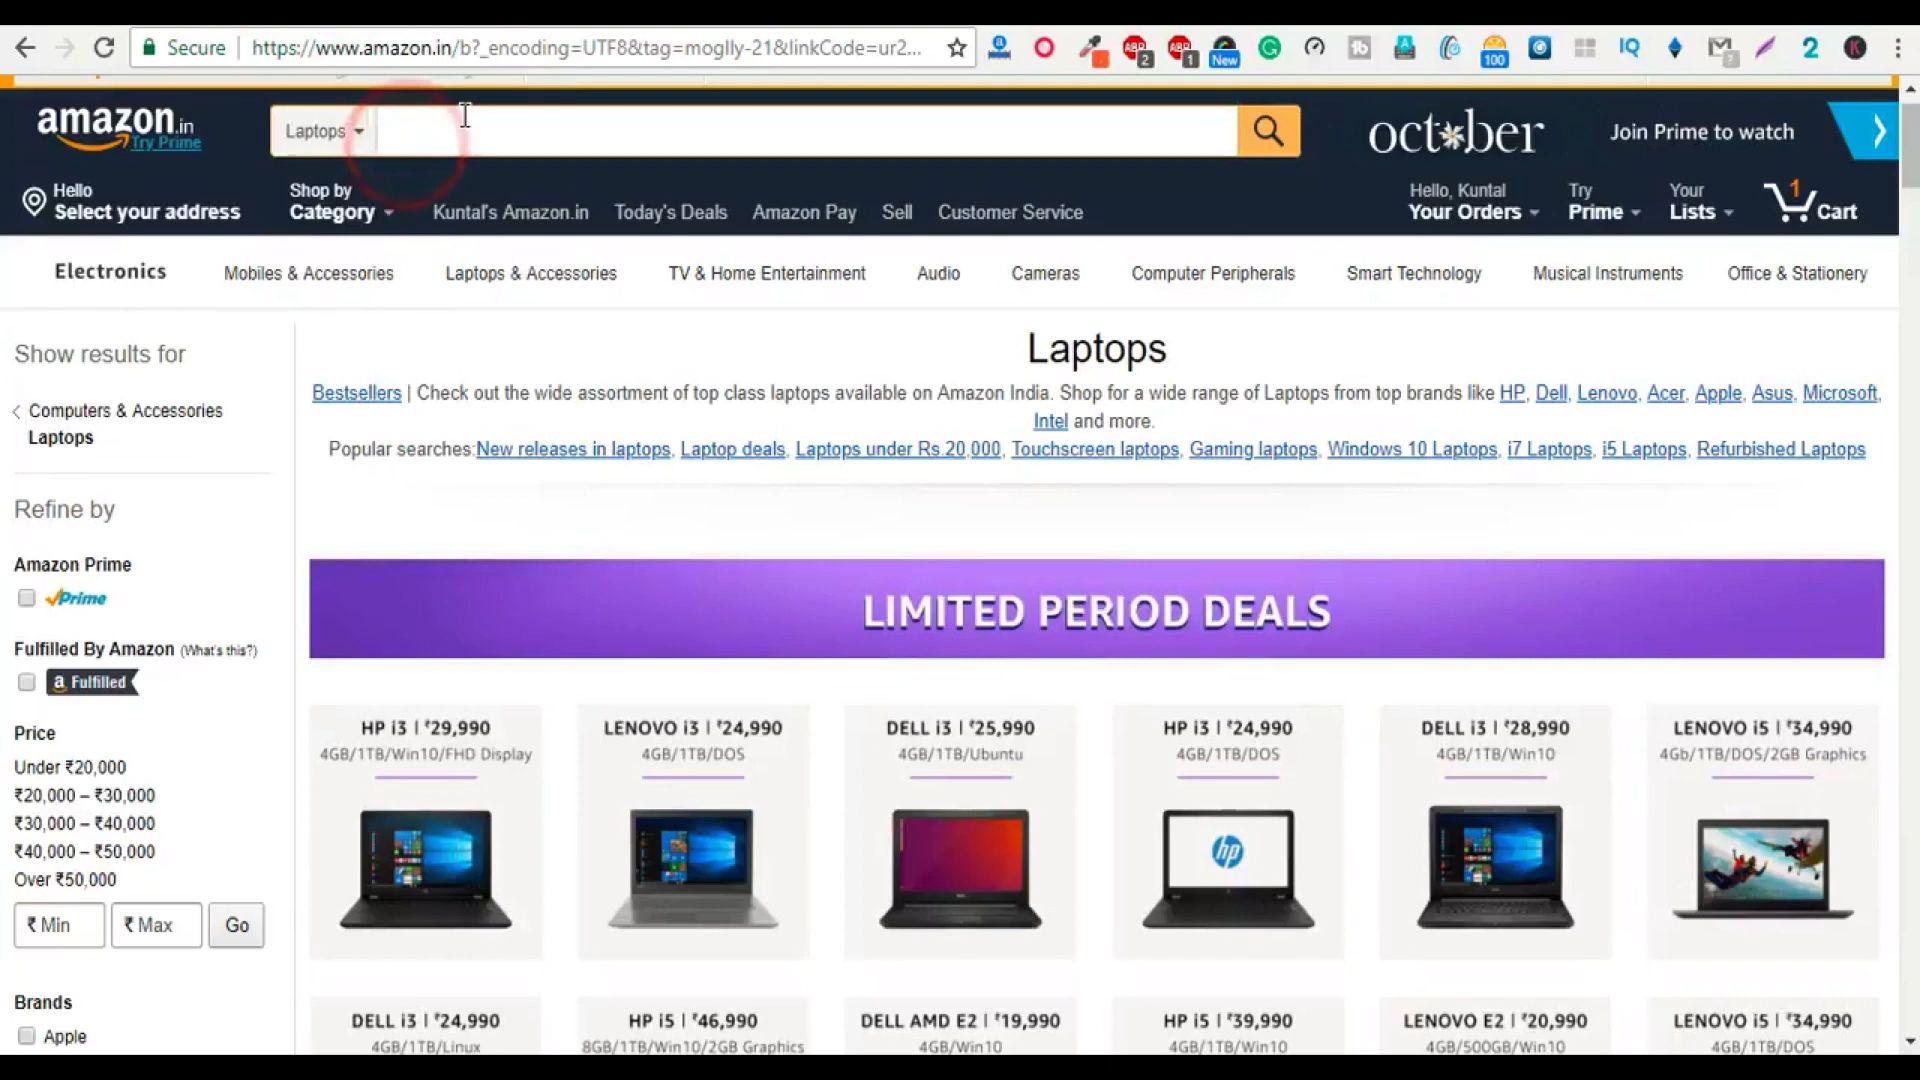 Secure https://www.amazon.in/b?_encoding=UTF8&tag=moglly-21&linkCode=ur2...
2 1 New 100 IQ 2 K
amazon.in
Try Prime
Laptops
october
Join Prime to watch
Hello
Select your address
Shop by
Category
Kuntal's Amazon.in Today's Deals Amazon Pay Sell Customer Service
Hello, Kuntal
Your Orders
Try
Prime
Your
Lists
1
Cart
Electronics Mobiles & Accessories Laptops & Accessories TV & Home Entertainment Audio Cameras Computer Peripherals Smart Technology Musical Instruments Office & Stationery
Show results for
Computers & Accessories
Laptops
Refine by
Amazon Prime
Prime
Fulfilled By Amazon (What's this?)
a Fulfilled
Price
Under ₹20,000
₹20,000 – ₹30,000
₹30,000 – ₹40,000
₹40,000 – ₹50,000
Over ₹50,000
₹ Min ₹ Max Go
Brands
Apple
Laptops
Bestsellers | Check out the wide assortment of top class laptops available on Amazon India. Shop for a wide range of Laptops from top brands like HP, Dell, Lenovo, Acer, Apple, Asus, Microsoft,
Intel and more.
Popular searches:New releases in laptops, Laptop deals, Laptops under Rs.20,000, Touchscreen laptops, Gaming laptops, Windows 10 Laptops, i7 Laptops, i5 Laptops, Refurbished Laptops
LIMITED PERIOD DEALS
HP i3 | ₹29,990
4GB/1TB/Win10/FHD Display
LENOVO i3 | ₹24,990
4GB/1TB/DOS
DELL i3 | ₹25,990
4GB/1TB/Ubuntu
HP i3 | ₹24,990
4GB/1TB/DOS
hp
DELL i3 | ₹28,990
4GB/1TB/Win10
LENOVO i5 | ₹34,990
4Gb/1TB/DOS/2GB Graphics
DELL i3 | ₹24,990
4GB/1TB/Linux
HP i5 | ₹46,990
8GB/1TB/Win10/2GB Graphics
DELL AMD E2 | ₹19,990
4GB/Win10
HP i5 | ₹39,990
4GB/1TB/Win10
LENOVO E2 | ₹20,990
4GB/500GB/Win10
LENOVO i5 | ₹34,990
4GB/1TB/DOS